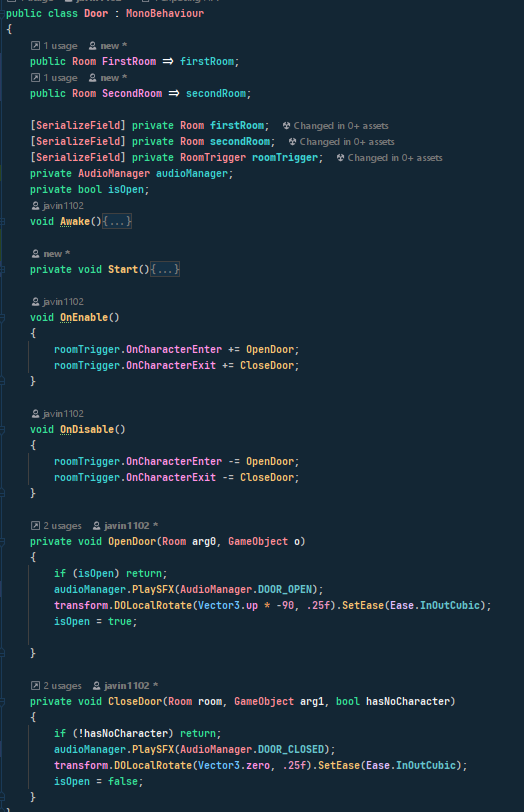 public class Door : MonoBehaviour
{
1 usage new *
public Room FirstRoom => firstRoom;
1 usage new *
public Room SecondRoom => secondRoom;
[SerializeField] private Room firstRoom; Changed in 0+ assets
[SerializeField] private Room secondRoom; Changed in 0+ assets
[SerializeField] private RoomTrigger roomTrigger; Changed in 0+ assets
private AudioManager audioManager;
private bool isOpen;
javin1102
void Awake(){...}
new *
private void Start(){...}
javin1102
void OnEnable()
{
roomTrigger.OnCharacterEnter += OpenDoor;
roomTrigger.OnCharacterExit += CloseDoor;
}
javin1102
void OnDisable()
{
roomTrigger.OnCharacterEnter -= OpenDoor;
roomTrigger.OnCharacterExit -= CloseDoor;
}
2 usages javin1102 *
private void OpenDoor(Room arg0, GameObject o)
{
if (isOpen) return;
audioManager.PlaySFX(AudioManager.DOOR_OPEN);
transform.DOLocalRotate(Vector3.up * -90, .25f).SetEase(Ease.InOutCubic);
isOpen = true;
}
2 usages javin1102 *
private void CloseDoor(Room room, GameObject arg1, bool hasNoCharacter)
{
if (!hasNoCharacter) return;
audioManager.PlaySFX(AudioManager.DOOR_CLOSED);
transform.DOLocalRotate(Vector3.zero, .25f).SetEase(Ease.InOutCubic);
isOpen = false;
}